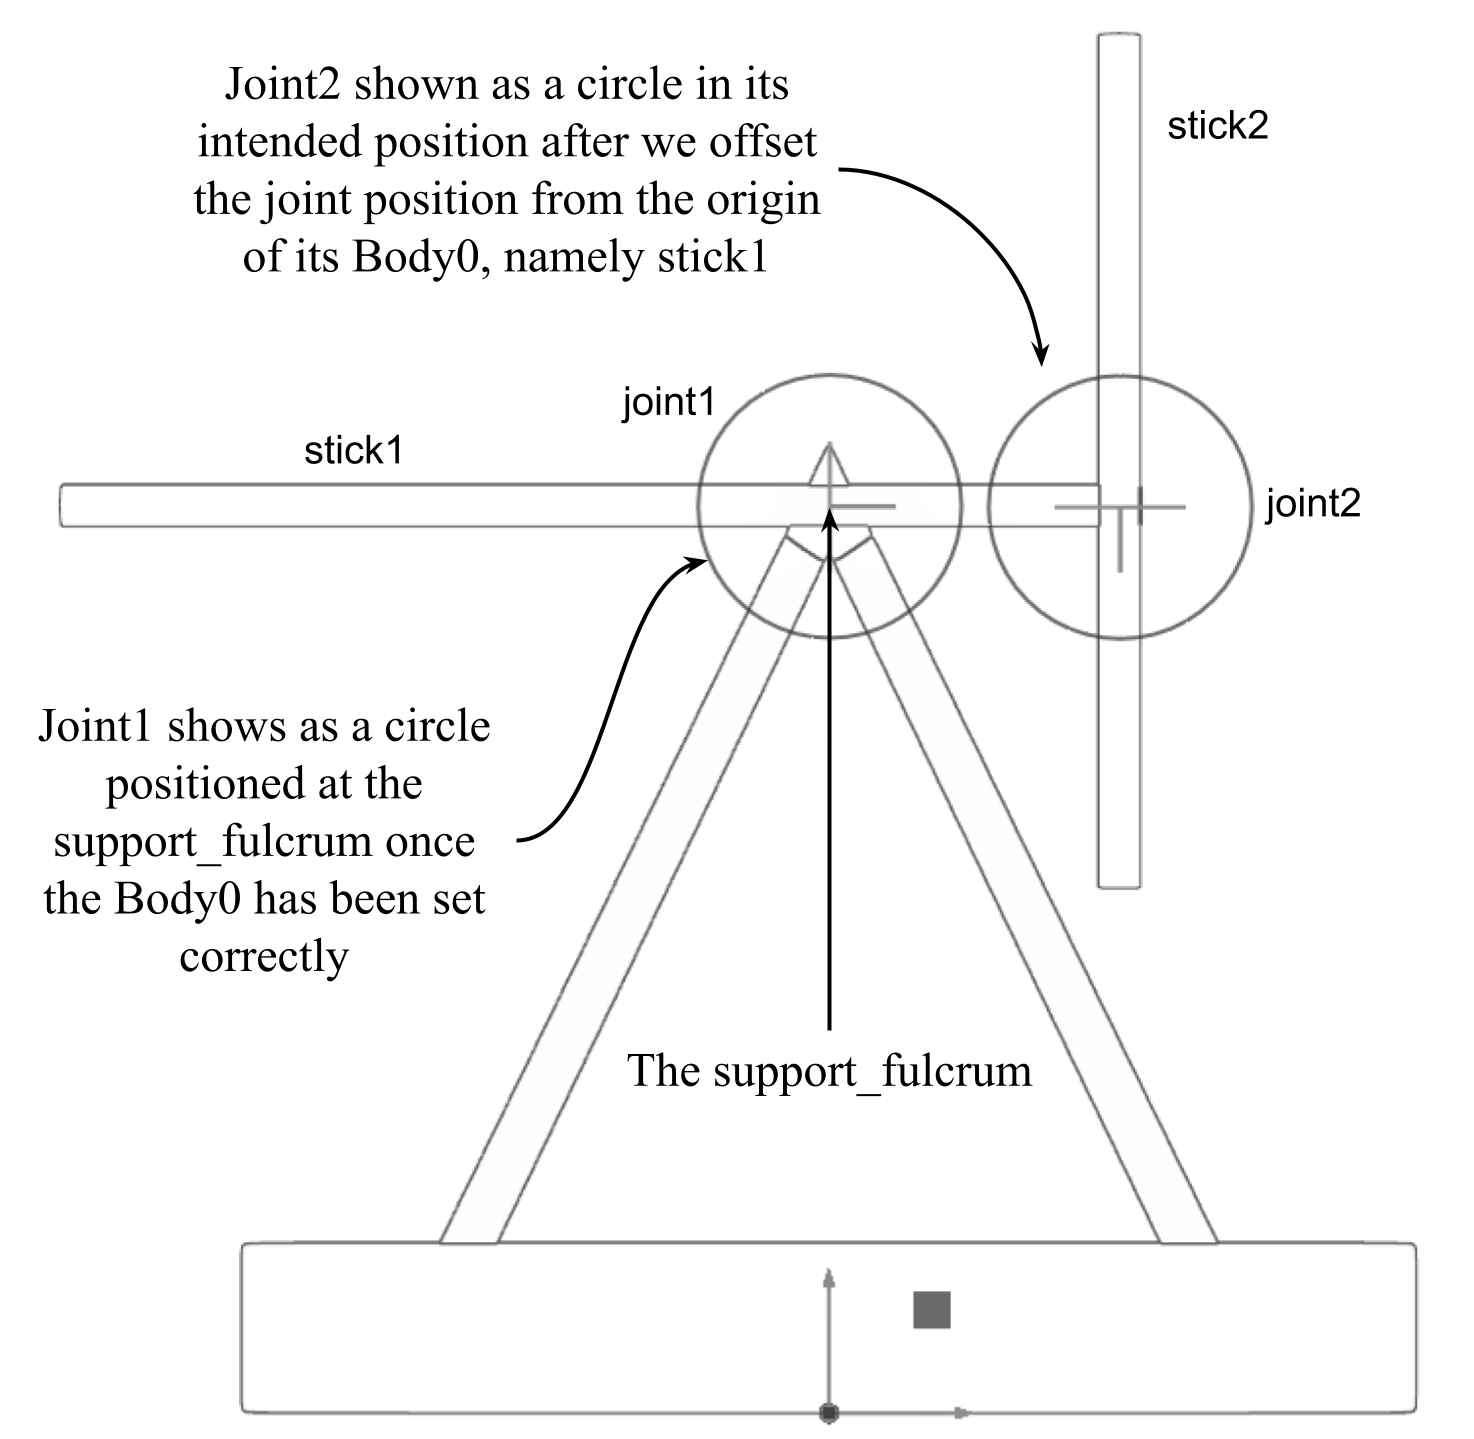 Joint2 shown as a circle in its
intended position after we offset
the joint position from the origin
of its Body0, namely stick1
stick2
joint1
stick1
joint2
Joint1 shows as a circle
positioned at the
support_fulcrum once
the Body0 has been set
correctly
The support_fulcrum